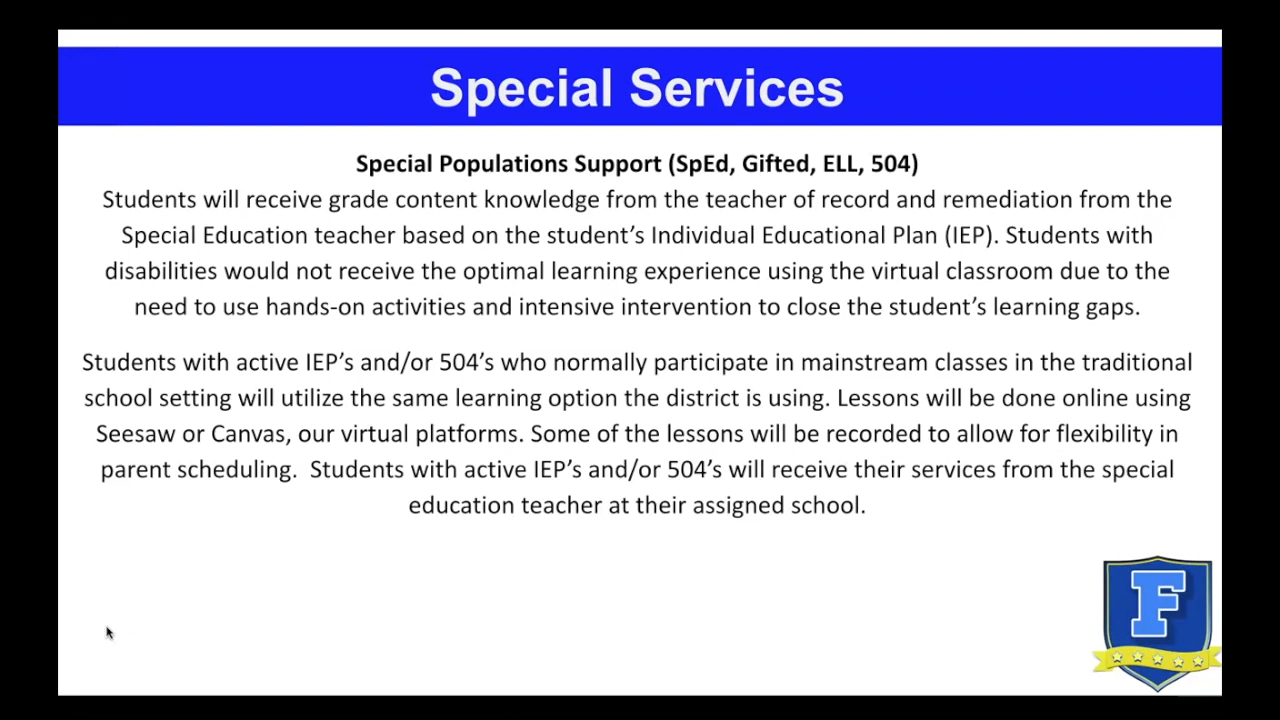 Special Services
Special Populations Support (SpEd, Gifted, ELL, 504)
Students will receive grade content knowledge from the teacher of record and remediation from the
Special Education teacher based on the student’s Individual Educational Plan (IEP). Students with
disabilities would not receive the optimal learning experience using the virtual classroom due to the
need to use hands-on activities and intensive intervention to close the student’s learning gaps.
Students with active IEP’s and/or 504’s who normally participate in mainstream classes in the traditional
school setting will utilize the same learning option the district is using. Lessons will be done online using
Seesaw or Canvas, our virtual platforms. Some of the lessons will be recorded to allow for flexibility in
parent scheduling.  Students with active IEP’s and/or 504’s will receive their services from the special
education teacher at their assigned school.
F